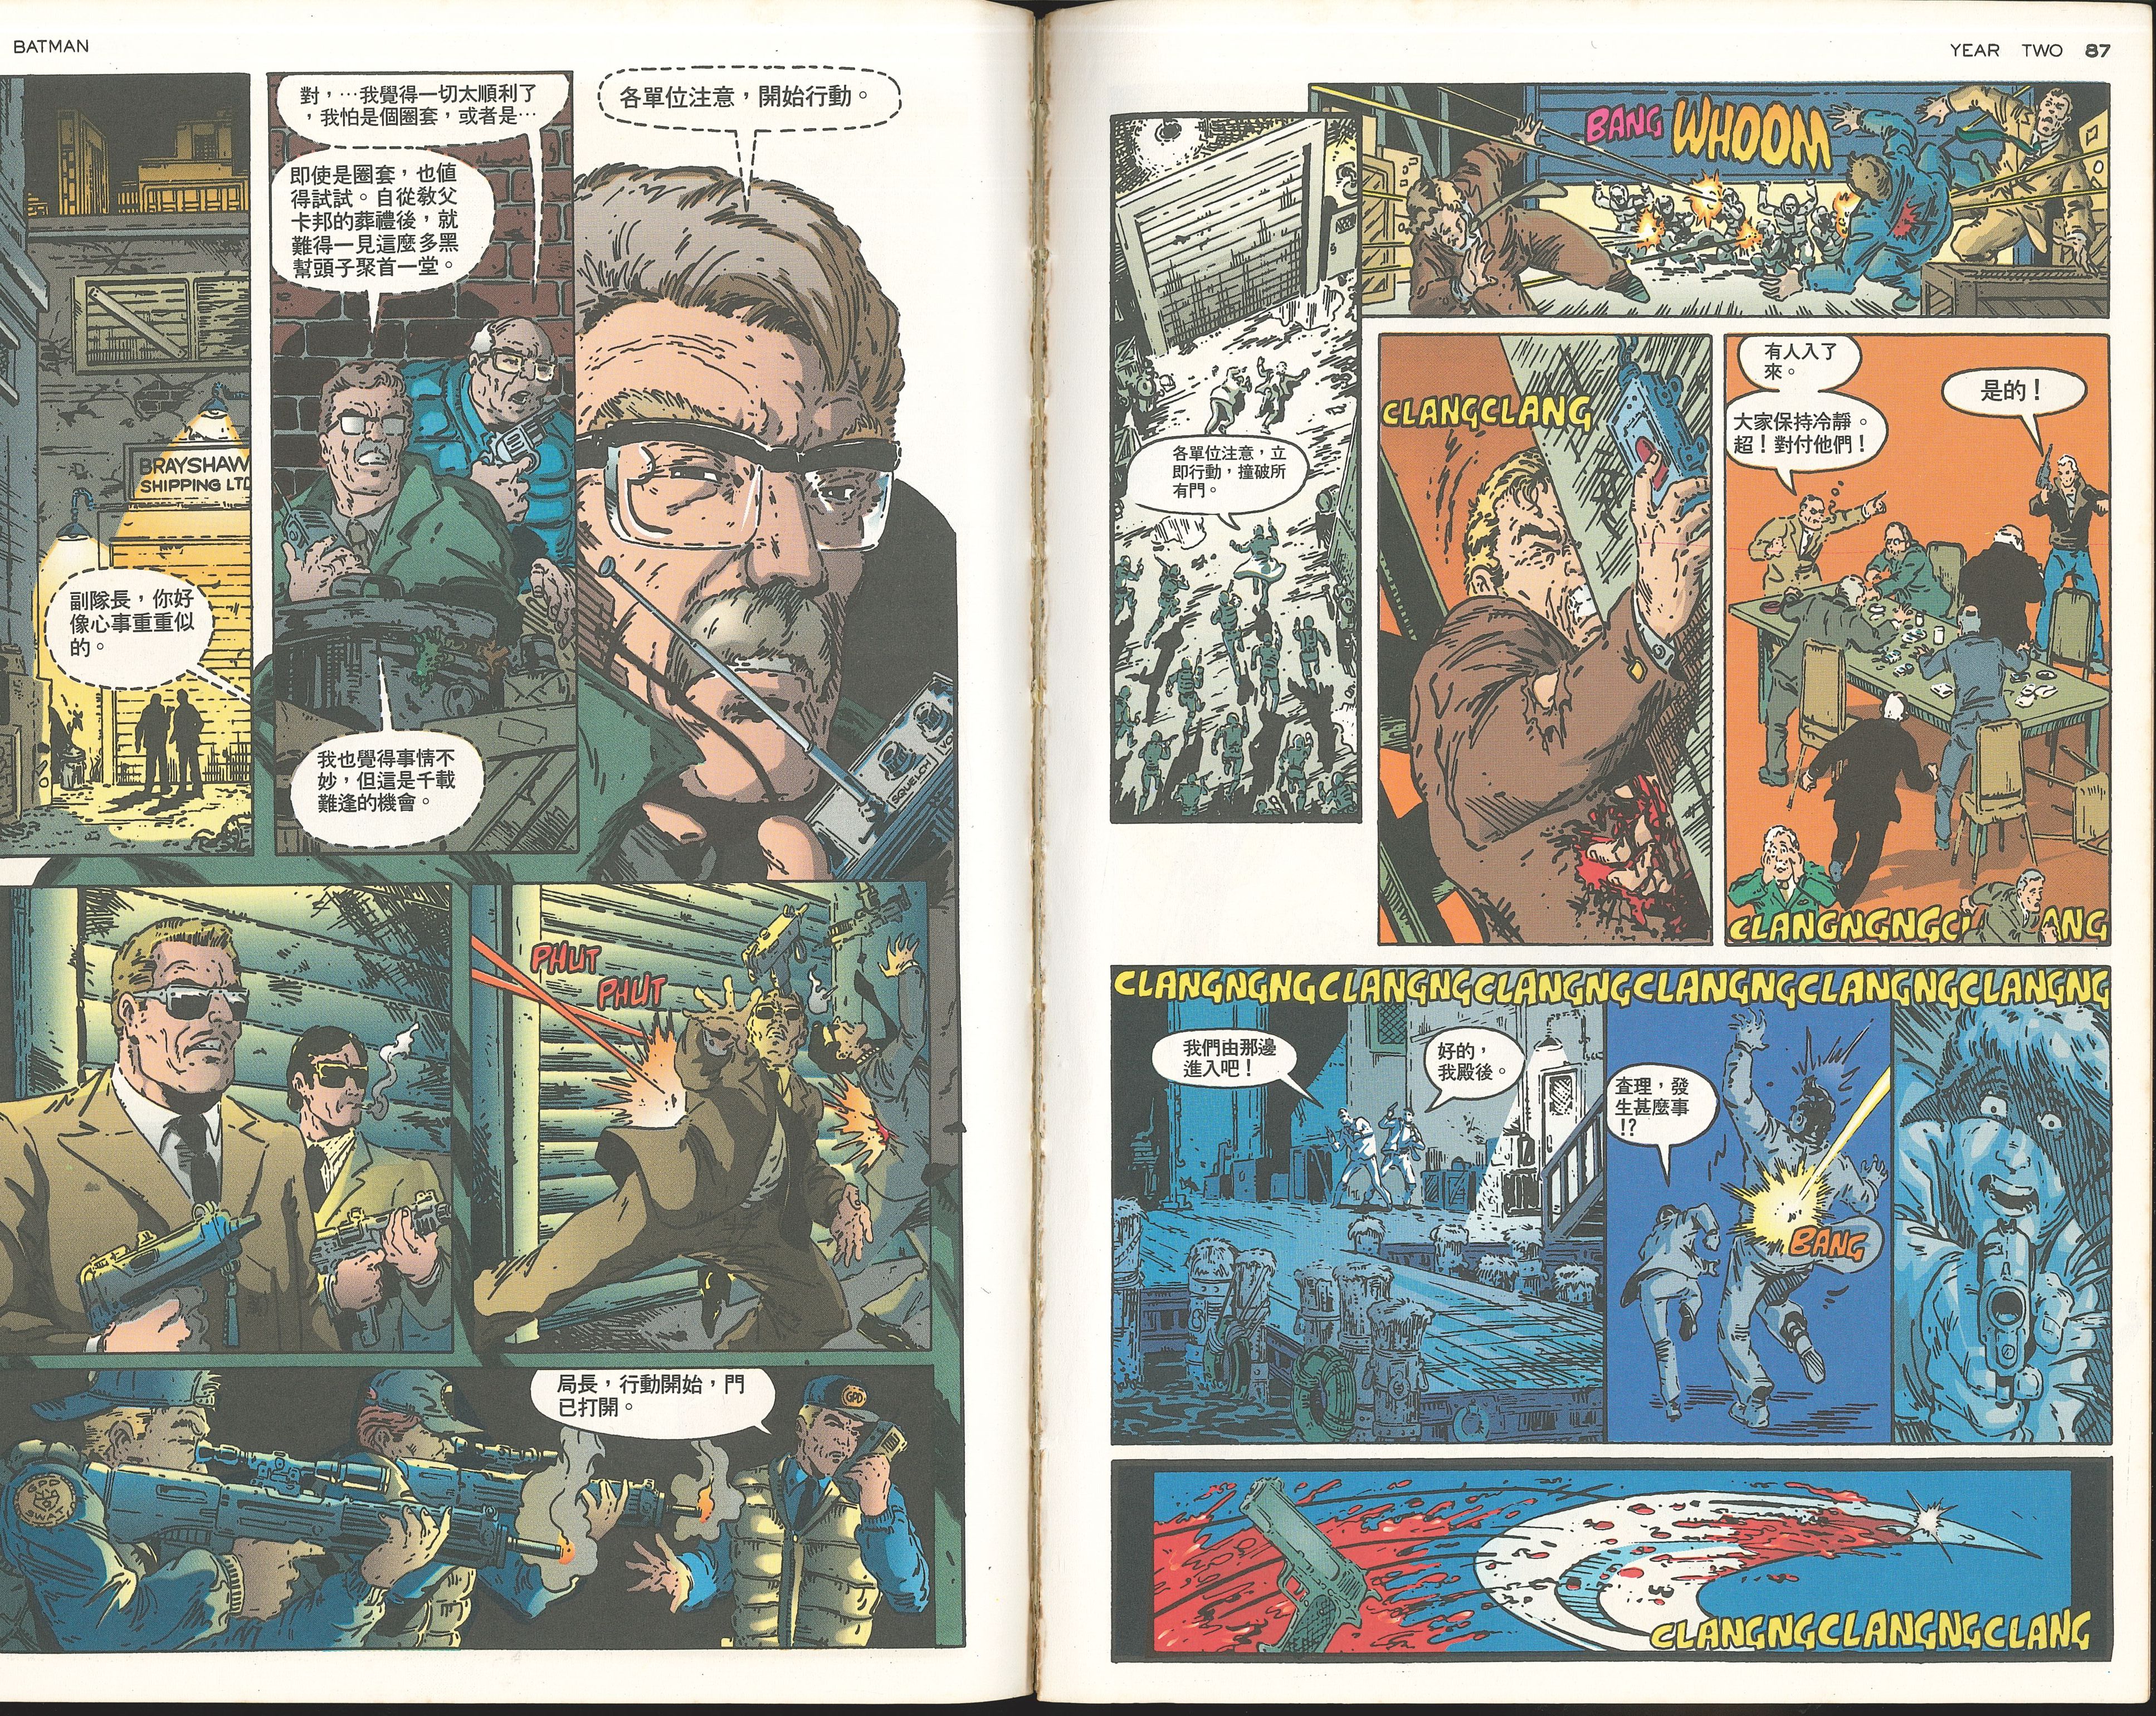 BATMAN
副隊長，你好
像心事重重似
的。
BRAYSHAW
SHIPPING LTD
對，…我覺得一切太順利了
，我怕是個圈套，或者是…
即使是圈套，也值
得試試。自從教父
卡邦的葬禮後，就
難得一見這麼多黑
幫頭子聚首一堂。
我也覺得事情不
妙，但這是千載
難逢的機會。
各單位注意，開始行動。
SQUELCH
VOL
PHUT
PHUT
局長，行動開始，門
已打開。
GPD
GPD
SWAT
YEAR TWO 87
各單位注意，立
即行動，撞破所
有門。
BANG
WHOOM
CLANGCLANG
有人入了
來。
大家保持冷靜。
超！對付他們！
是的！
CLANGNGNGC
ANG
CLANGNGNGCLANGNGCLANGNGCLANGNGCLANGNGCLANGNG
我們由那邊
進入吧！
好的，
我殿後。
查理，發
生甚麼事
!?
BANG
CLANGNGCLANGNGCLANG